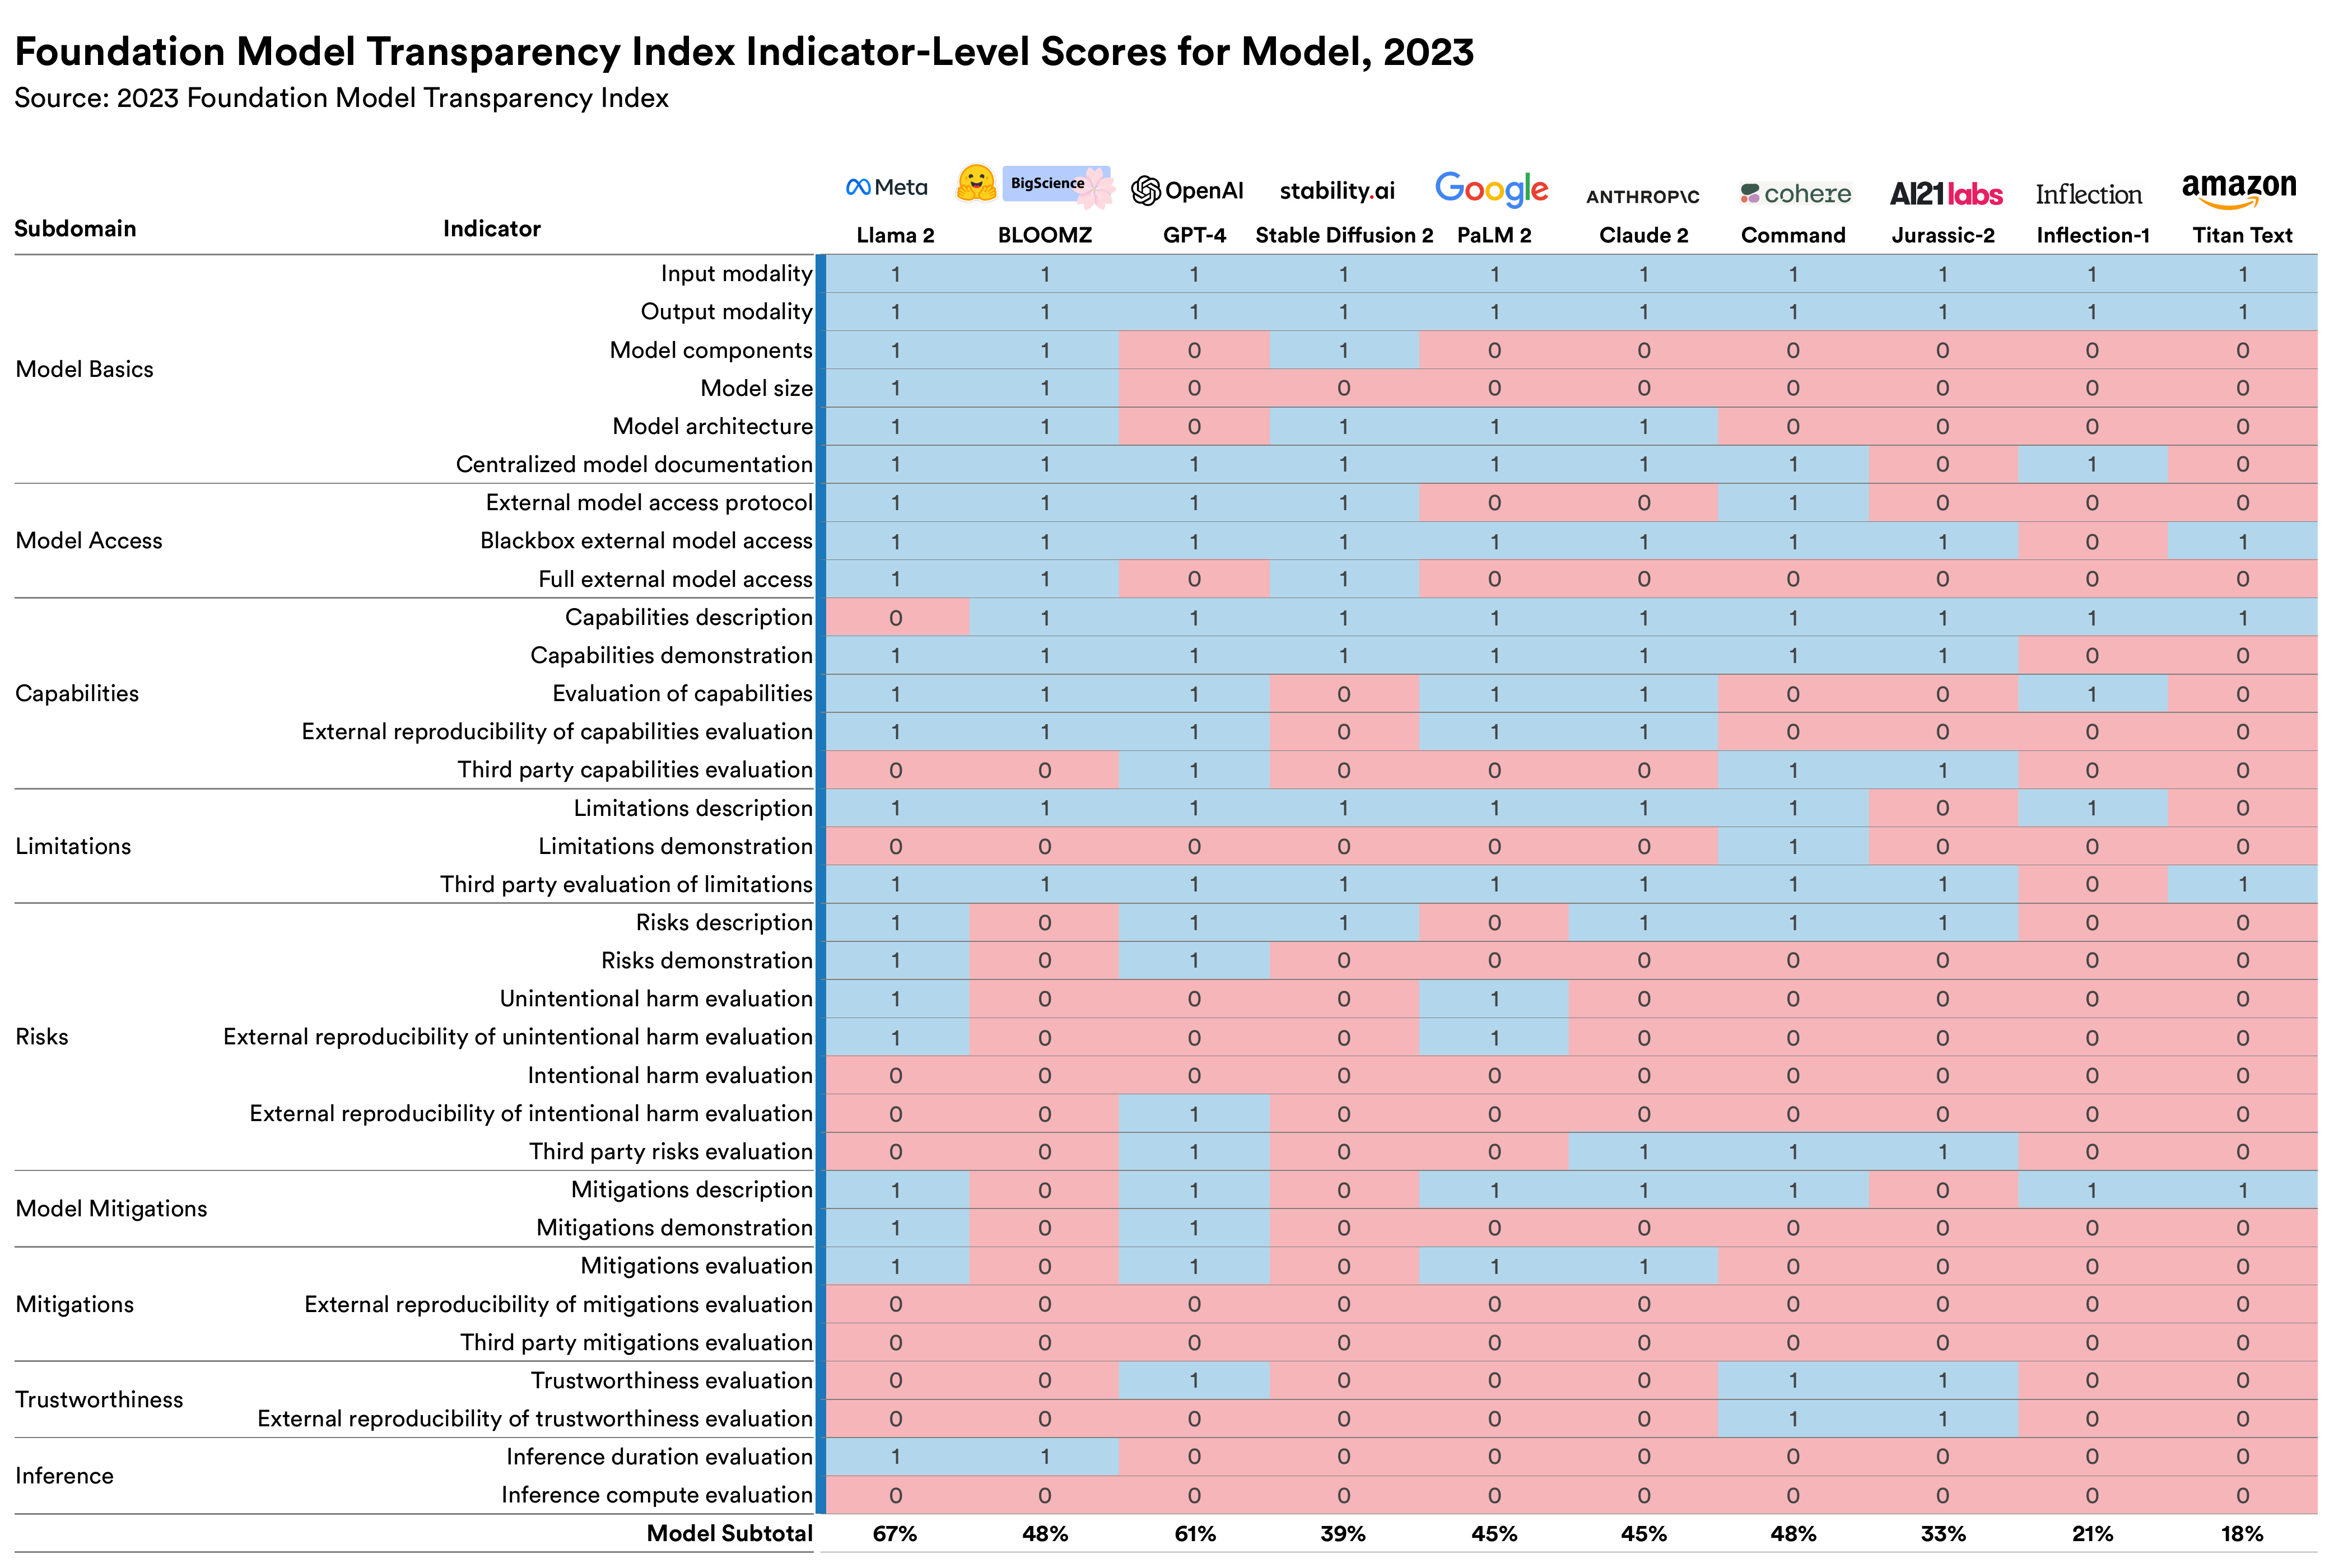 Foundation Model Transparency Index Indicator-Level Scores for Model, 2023
Source: 2023 Foundation Model Transparency Index
Meta BigScience OpenAI stability.ai Google ANTHROP\C cohere AI21labs Inflection amazon
Subdomain Indicator Llama 2 BLOOMZ GPT-4 Stable Diffusion 2 PaLM 2 Claude 2 Command Jurassic-2 Inflection-1 Titan Text
Model Basics
Input modality 1 1 1 1 1 1 1 1 1 1
Output modality 1 1 1 1 1 1 1 1 1 1
Model components 1 1 0 1 0 0 0 0 0 0
Model size 1 1 0 0 0 0 0 0 0 0
Model architecture 1 1 0 1 1 1 0 0 0 0
Centralized model documentation 1 1 1 1 1 1 1 0 1 0
Model Access
External model access protocol 1 1 1 1 0 0 1 0 0 0
Blackbox external model access 1 1 1 1 1 1 1 1 0 1
Full external model access 1 1 0 1 0 0 0 0 0 0
Capabilities
Capabilities description 0 1 1 1 1 1 1 1 1 1
Capabilities demonstration 1 1 1 1 1 1 1 1 0 0
Evaluation of capabilities 1 1 1 0 1 1 0 0 1 0
External reproducibility of capabilities evaluation 1 1 1 0 1 1 0 0 0 0
Third party capabilities evaluation 0 0 1 0 0 0 1 1 0 0
Limitations
Limitations description 1 1 1 1 1 1 1 0 1 0
Limitations demonstration 0 0 0 0 0 0 1 0 0 0
Third party evaluation of limitations 1 1 1 1 1 1 1 1 0 1
Risks
Risks description 1 0 1 1 0 1 1 1 0 0
Risks demonstration 1 0 1 0 0 0 0 0 0 0
Unintentional harm evaluation 1 0 0 0 1 0 0 0 0 0
External reproducibility of unintentional harm evaluation 1 0 0 0 1 0 0 0 0 0
Intentional harm evaluation 0 0 0 0 0 0 0 0 0 0
External reproducibility of intentional harm evaluation 0 0 1 0 0 0 0 0 0 0
Third party risks evaluation 0 0 1 0 0 1 1 1 0 0
Model Mitigations
Mitigations description 1 0 1 0 1 1 1 0 1 1
Mitigations demonstration 1 0 1 0 0 0 0 0 0 0
Mitigations
Mitigations evaluation 1 0 1 0 1 1 0 0 0 0
External reproducibility of mitigations evaluation 0 0 0 0 0 0 0 0 0 0
Third party mitigations evaluation 0 0 0 0 0 0 0 0 0 0
Trustworthiness
Trustworthiness evaluation 0 0 1 0 0 0 1 1 0 0
External reproducibility of trustworthiness evaluation 0 0 0 0 0 0 1 1 0 0
Inference
Inference duration evaluation 1 1 0 0 0 0 0 0 0 0
Inference compute evaluation 0 0 0 0 0 0 0 0 0 0
Model Subtotal 67% 48% 61% 39% 45% 45% 48% 33% 21% 18%